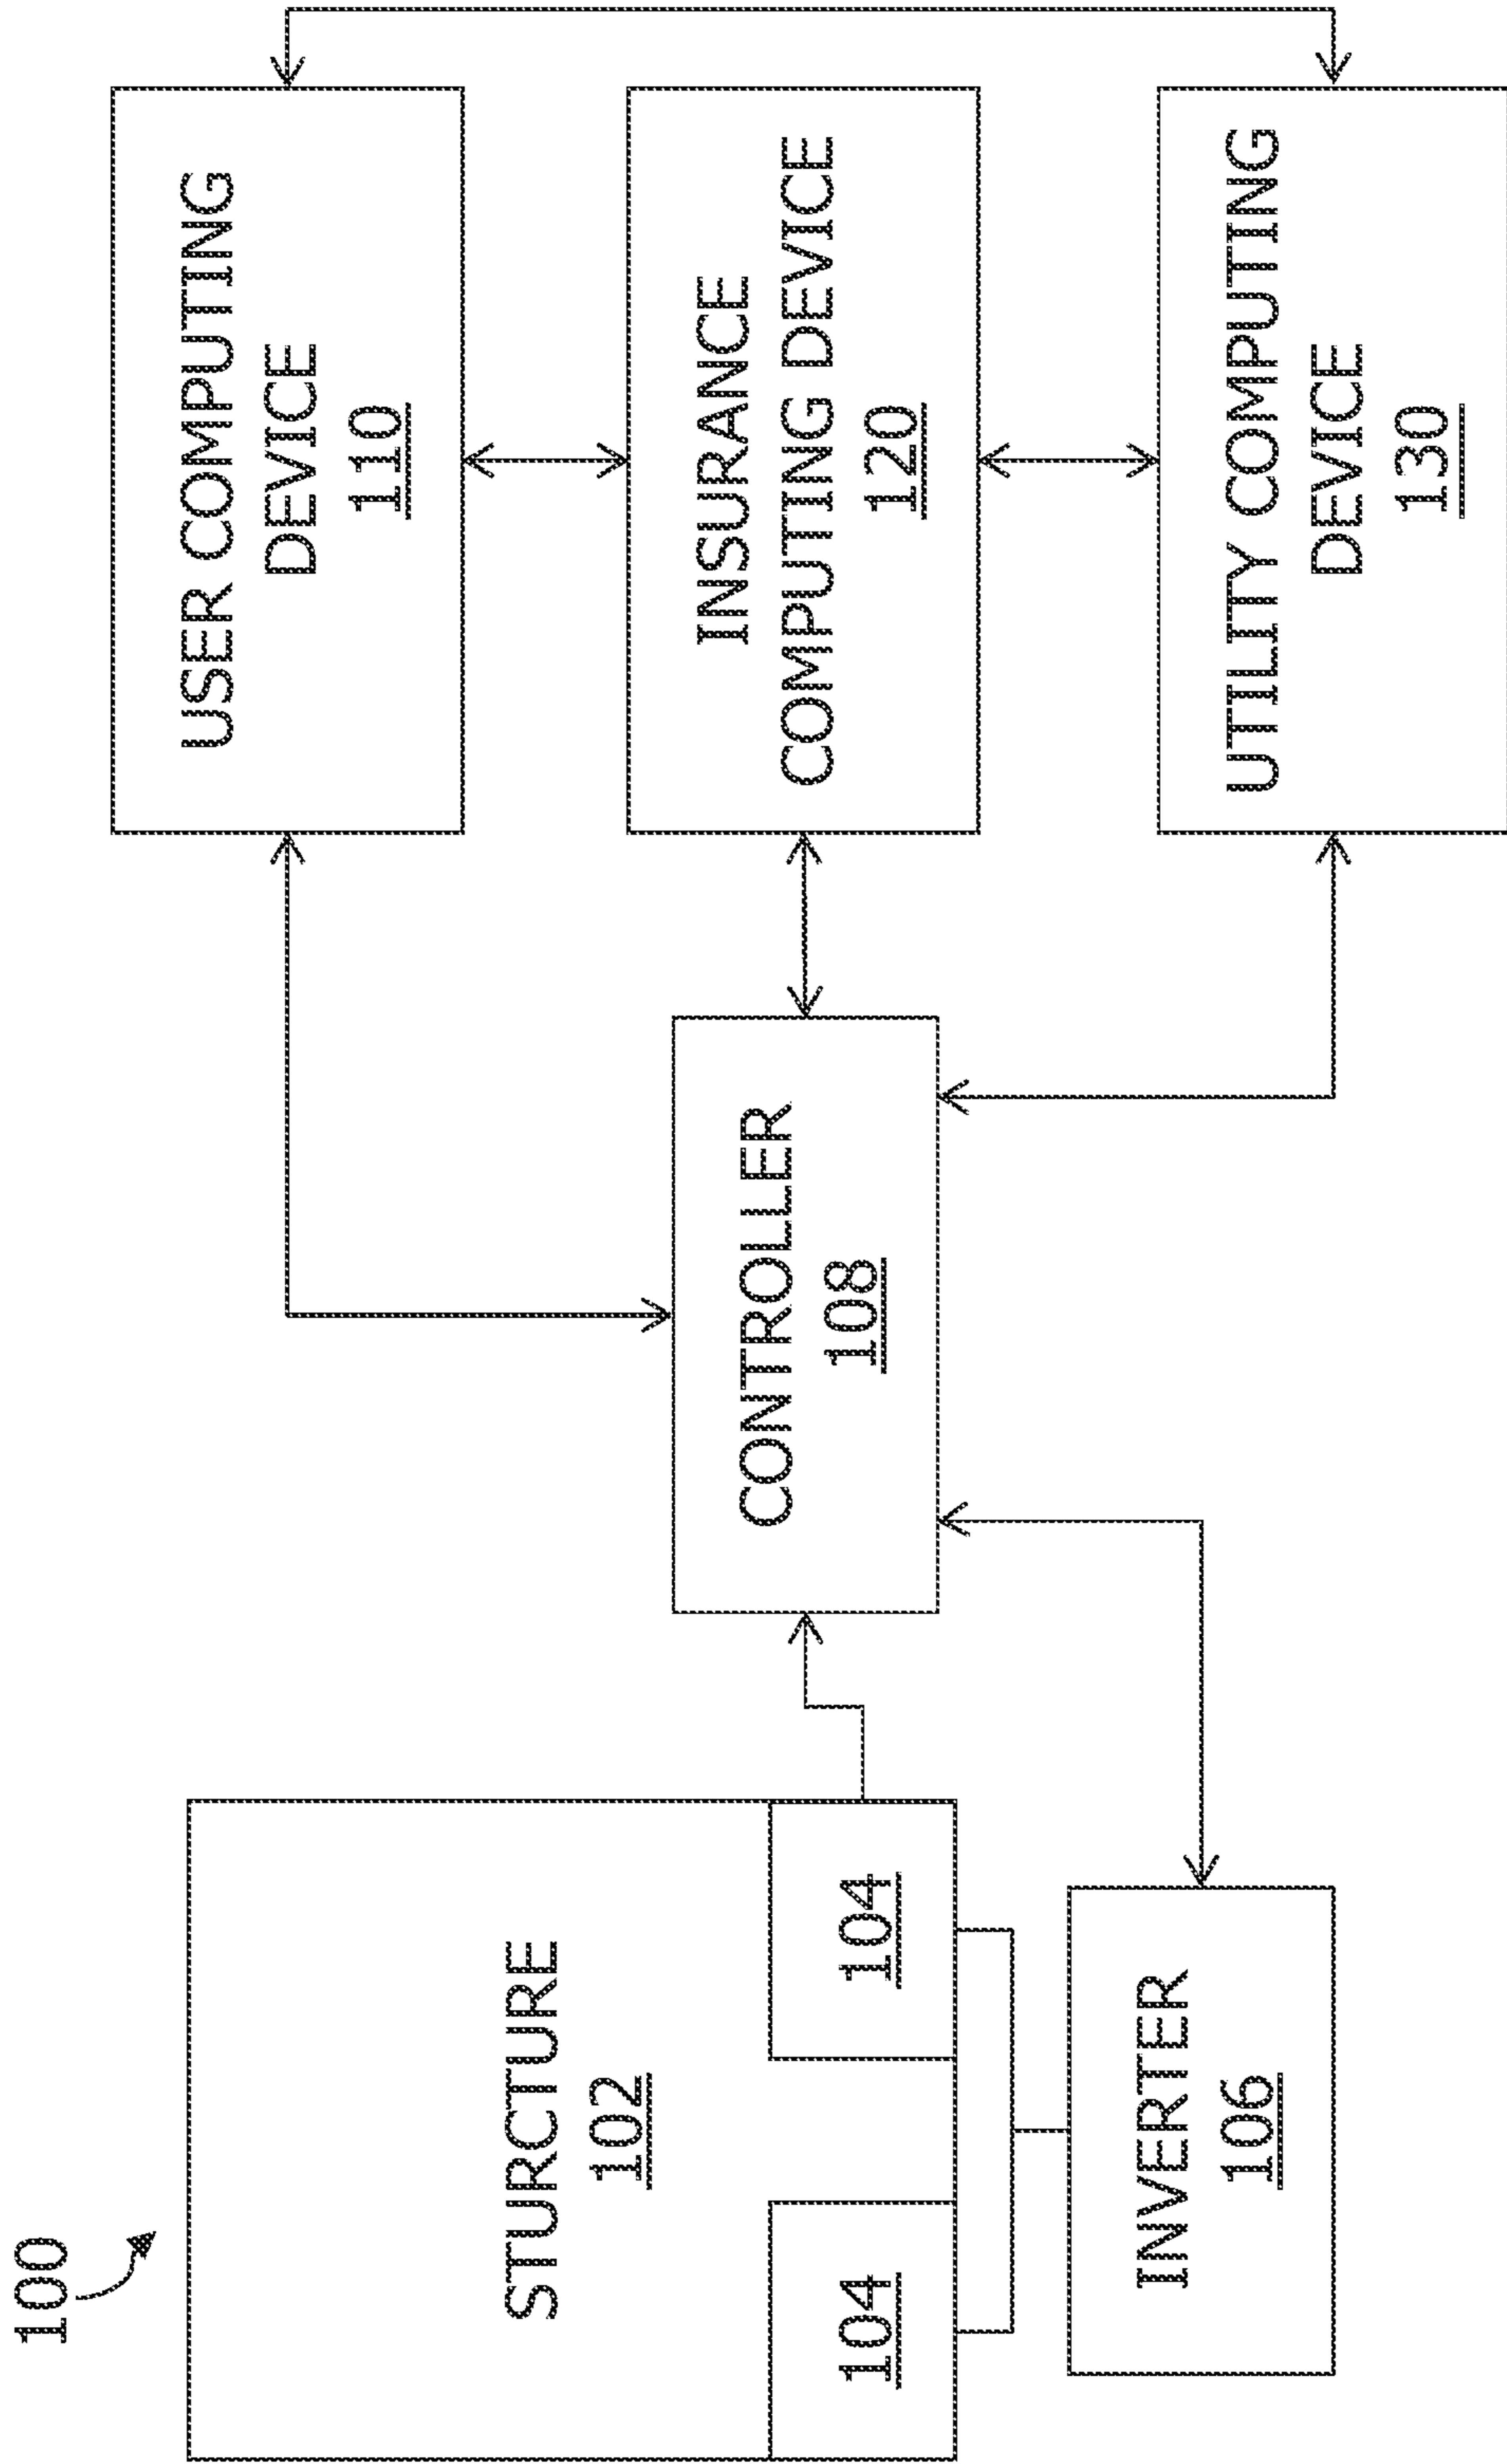 100
STURCTURE
102
104
104
INVERTER
106
CONTROLLER
108
USER COMPUTING
DEVICE
110
INSURANCE
COMPUTING DEVICE
120
UTILITY COMPUTING
DEVICE
130